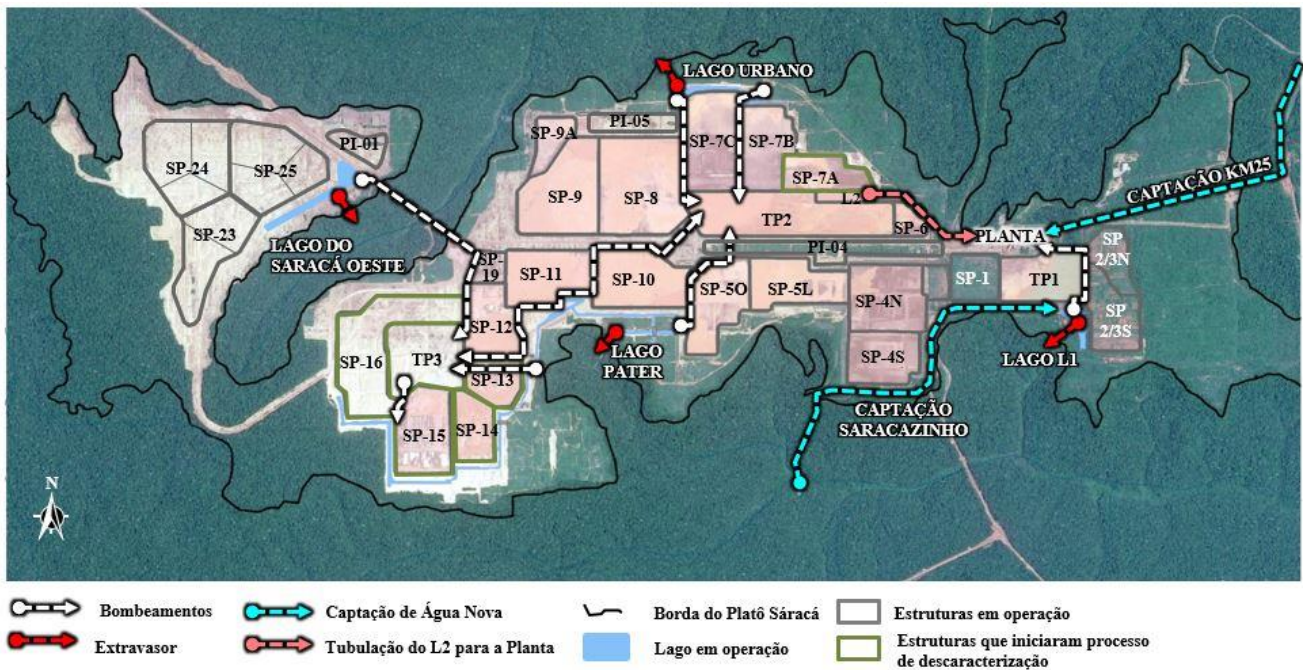 LAGO URBANO
PI-05
SP-9A
SP-7C
SP-7B
PI-01
SP-24
SP-25
SP-7A
CAPTAÇÃO KM25
SP-9
SP-8
L2
TP2
SP-6
SP-23
PLANTA
LAGO DO
SARACÁ OESTE
PI-04
SP
2/3N
SP-
19
SP-11
SP-10
SP-5O
SP-5L
SP-4N
SP-1
TP1
SP-12
SP
2/3S
SP-16
TP3
LAGO
PATER
SP-4S
LAGO L1
SP-13
SP-15
SP-14
CAPTAÇÃO
SARACAZINHO
N
Bombeamentos
Captação de Água Nova
Borda do Platô Sáracá
Estruturas em operação
Extravasor
Tubulação do L2 para a Planta
Lago em operação
Estruturas que iniciaram processo
de descaracterização